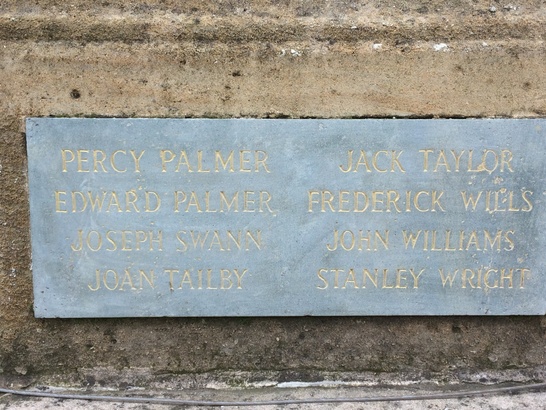 PERCY PALMER
EDWARD PALMER
JOSEPH SWANN
JOAN TAILBY
JACK TAYLOR
FREDERICK WILLS
JOHN WILLIAMS
STANLEY WRIGHT